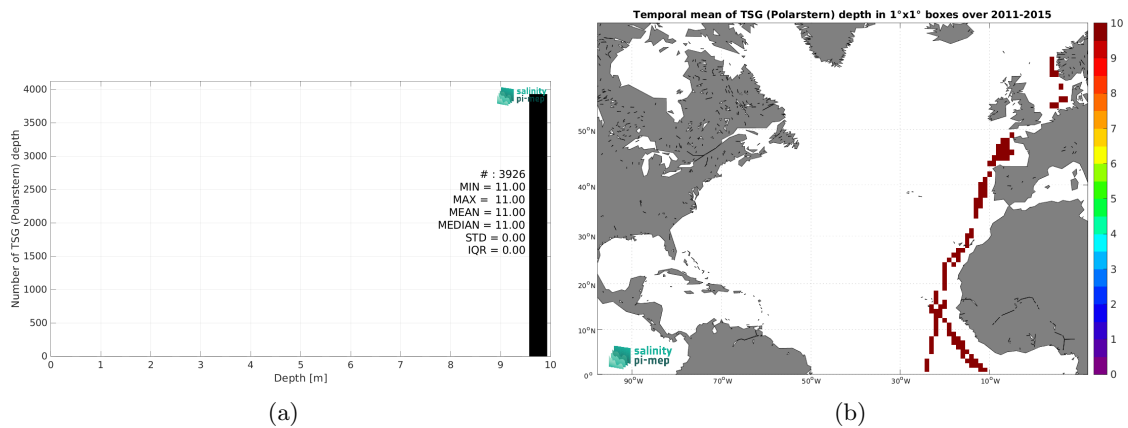 4000
3500
3000
2500
2000
1500
1000
500
0
Number of TSG (Polarstern) depth
salinity
pi-mep
# : 3926
MIN = 11.00
MAX = 11.00
MEAN = 11.00
MEDIAN = 11.00
STD = 0.00
IQR = 0.00
0 1 2 3 4 5 6 7 8 9 10
Depth [m]
(a)
Temporal mean of TSG (Polarstern) depth in 1°x1° boxes over 2011-2015
50°N
40°N
30°N
20°N
10°N
0°
90°W 70°W 50°W 30°W 10°W
salinity
pi-mep
10
9
8
7
6
5
4
3
2
1
0
(b)